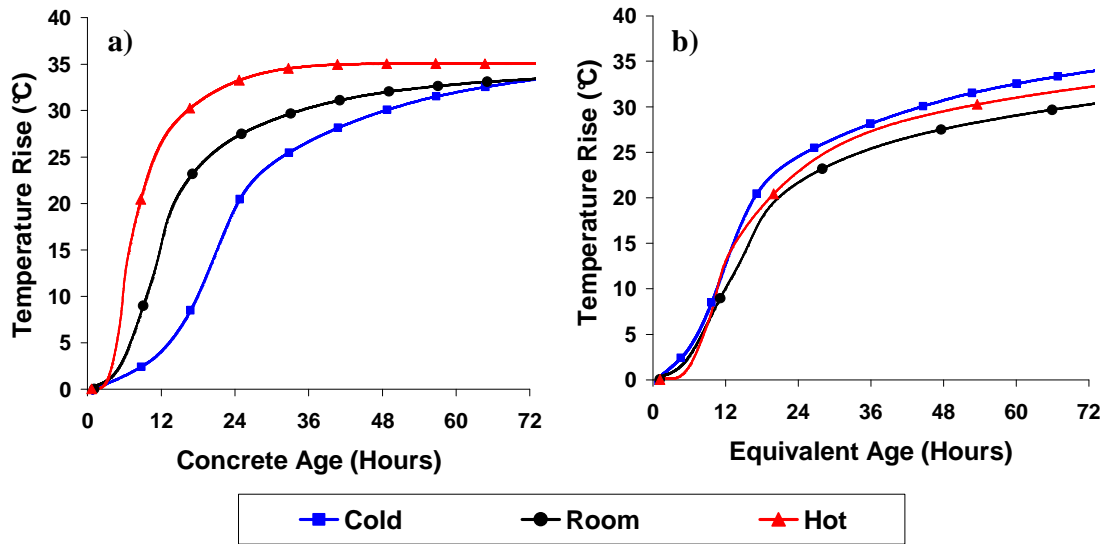 a)
Temperature Rise (°C)
40
35
30
25
20
15
10
5
0
0 12 24 36 48 60 72
Concrete Age (Hours)
b)
Temperature Rise (°C)
40
35
30
25
20
15
10
5
0
0 12 24 36 48 60 72
Equivalent Age (Hours)
Cold Room Hot